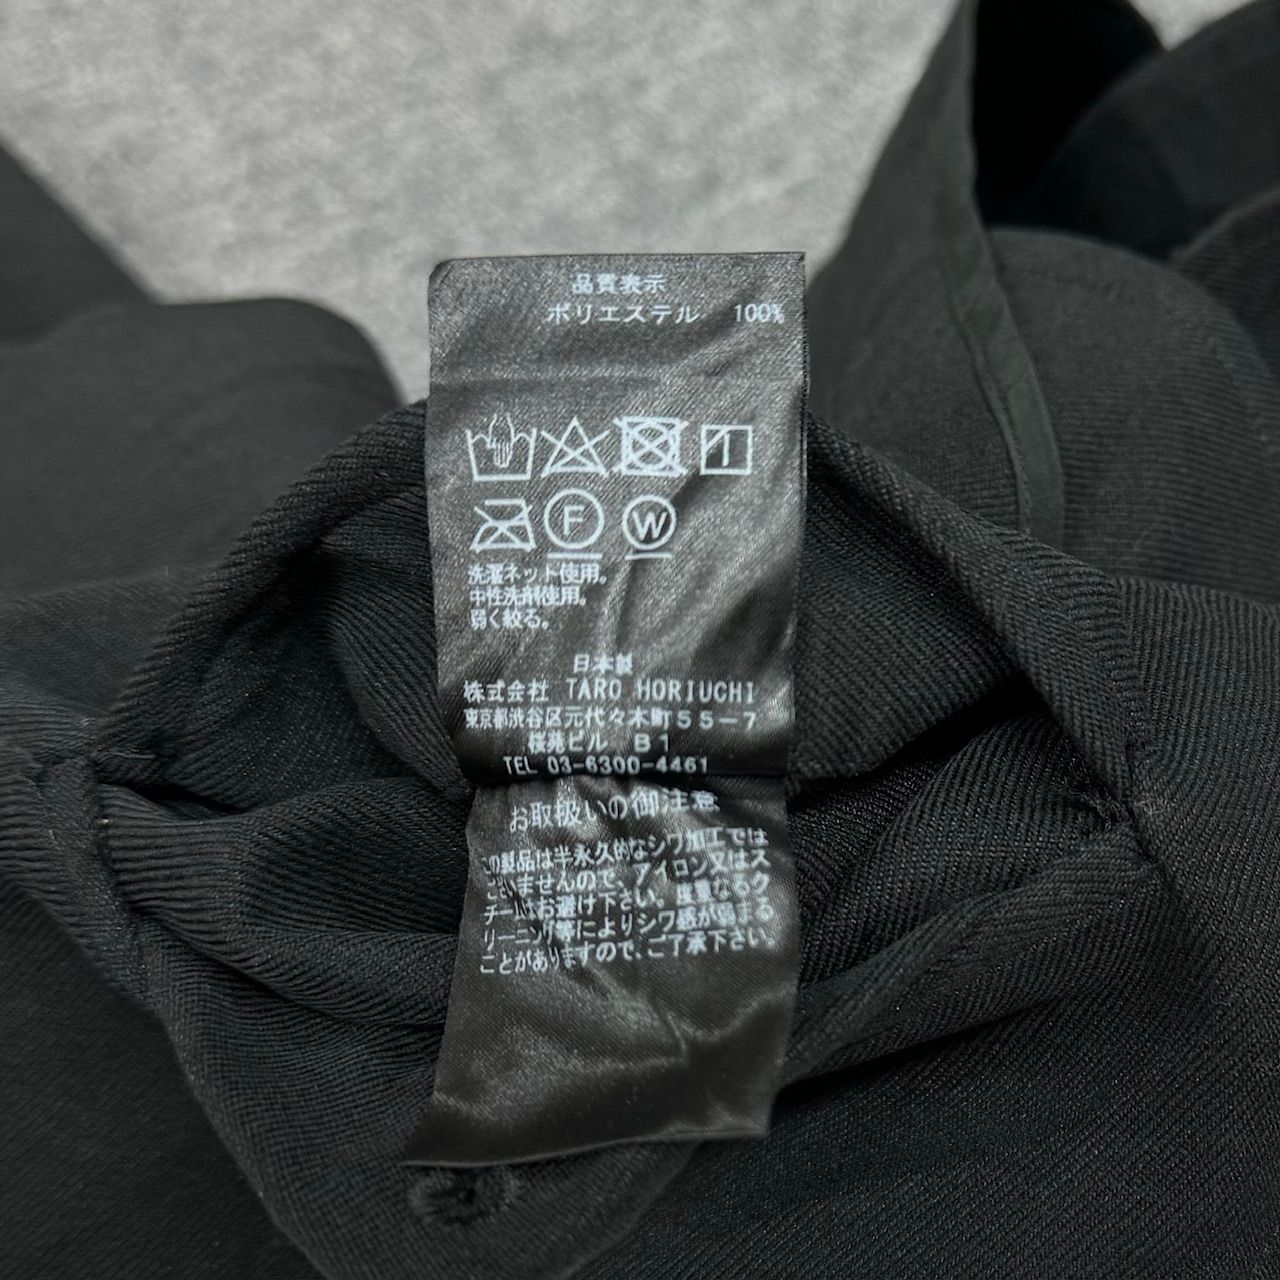 品質表示
ポリエステル 100%
F
W
洗濯ネット使用。
中性洗剤使用。
弱く絞る。
日本製
株式会社 TARO HORIUCHI
東京都渋谷区元代々木町55-7
桜苑ビル B1
TEL 03-6300-4461
お取扱いの御注意
この製品は半永久的なシワ加工では
ございませんので、アイロン又はス
チームはお避け下さい。度重なるク
リーニング等によりシワ感が弱まる
ことがありますので、ご了承下さい。